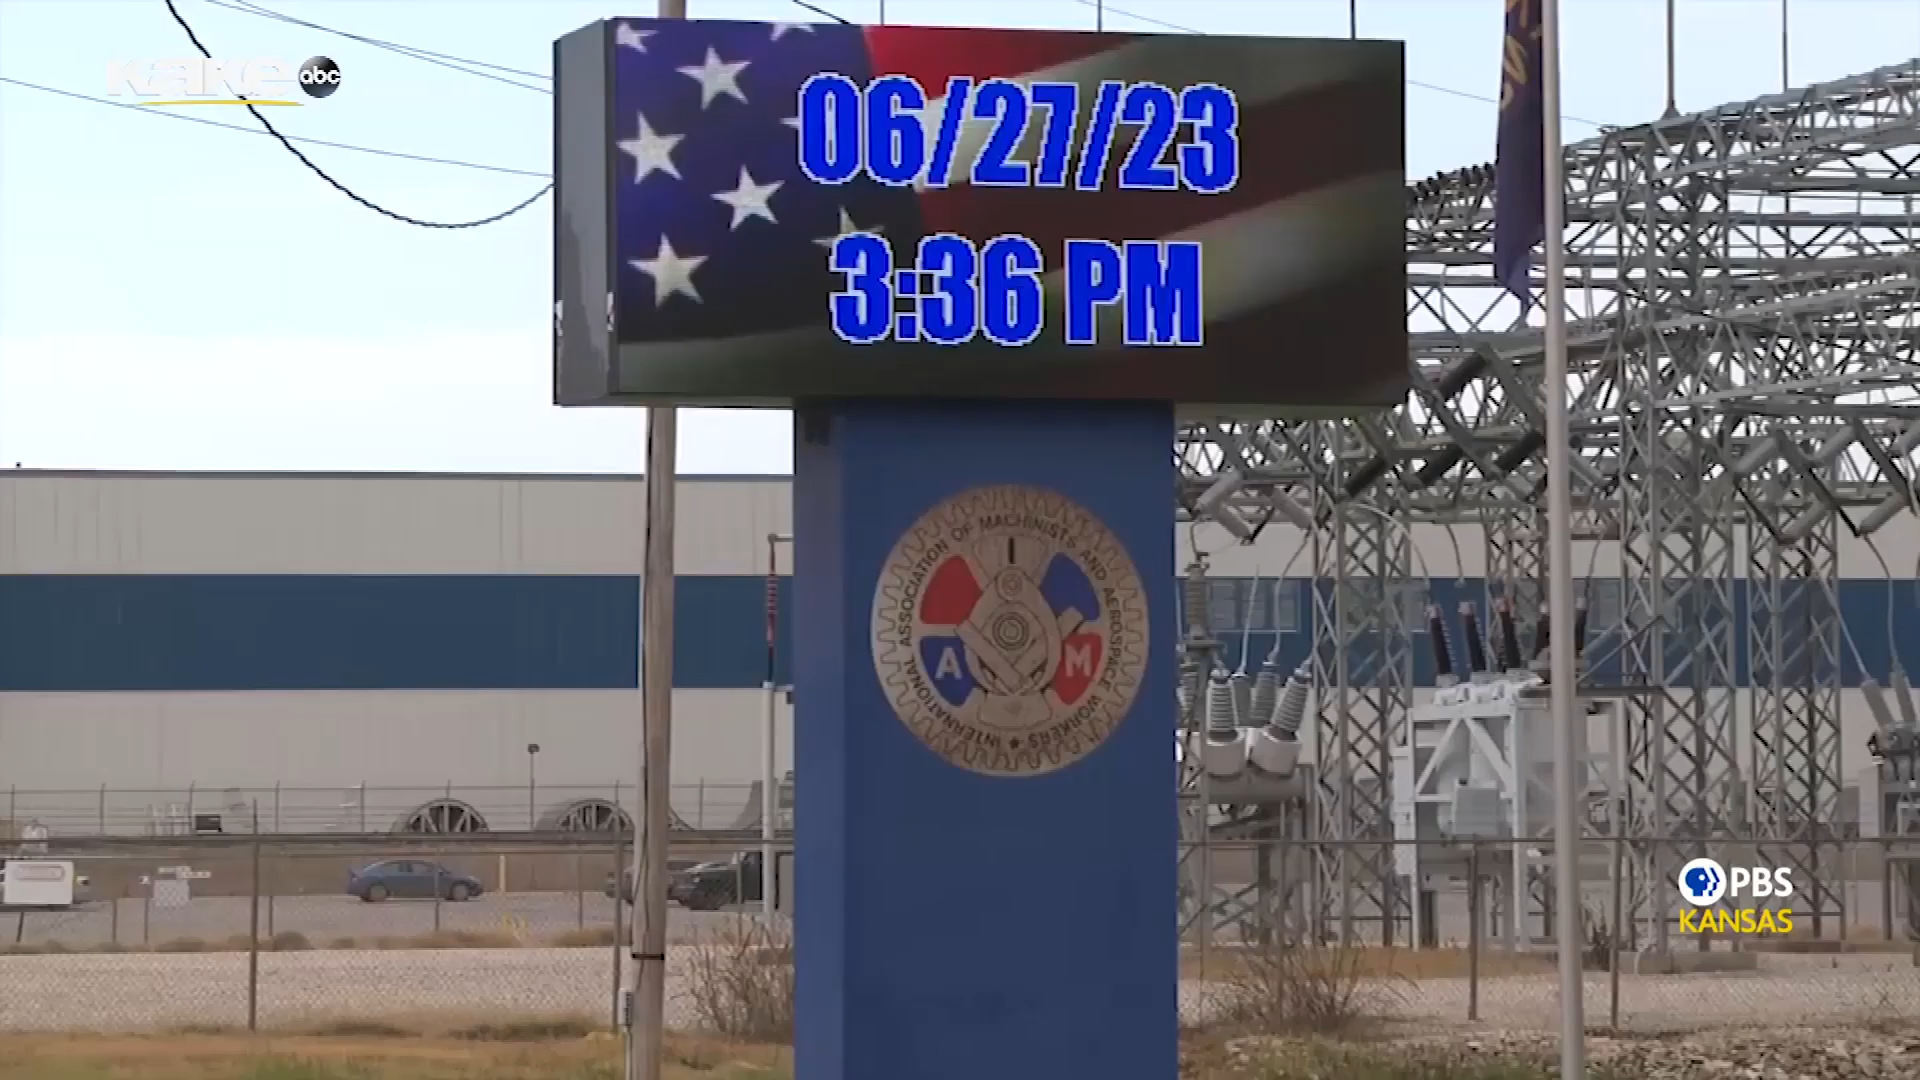 KAKE abc
06/27/23
3:36 PM
INTERNATIONAL ASSOCIATION OF MACHINISTS AND AEROSPACE WORKERS
A M
PBS
KANSAS